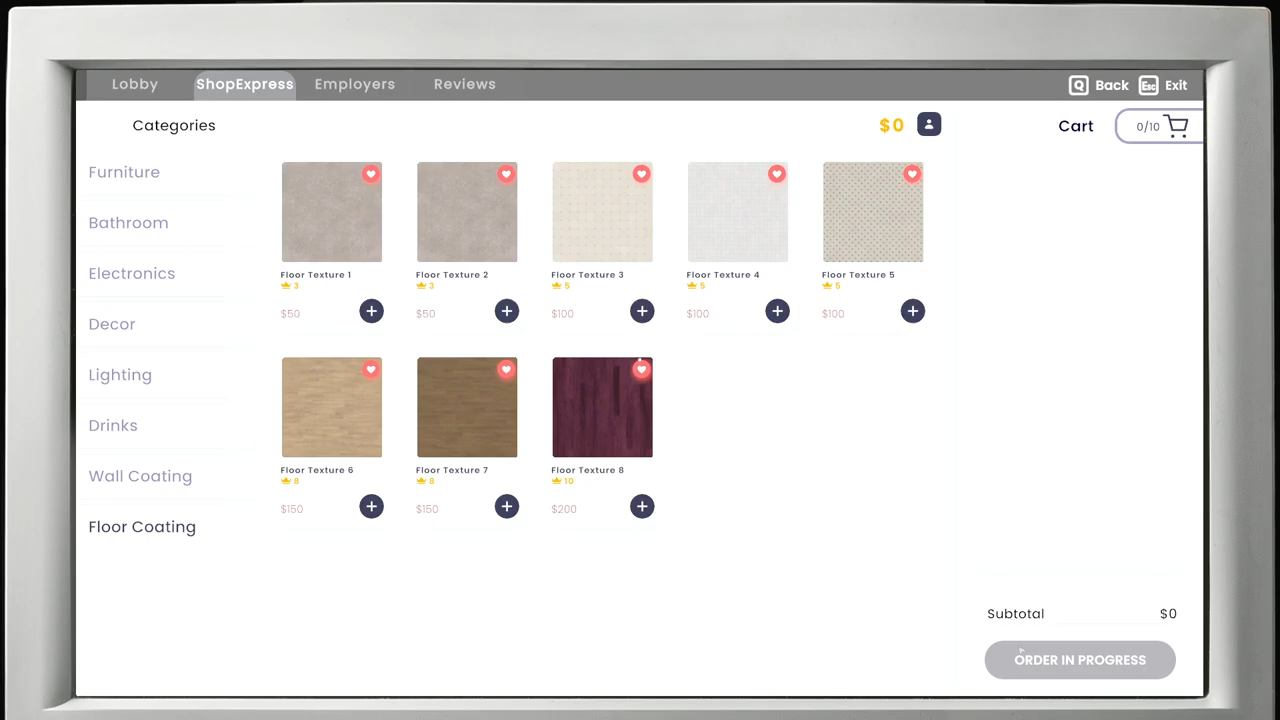 Lobby
ShopExpress
Employers
Reviews
Q Back
Esc Exit
Categories
$0
Cart
0/10
Furniture
Bathroom
Electronics
Decor
Lighting
Drinks
Wall Coating
Floor Coating
Floor Texture 1
3
$50
Floor Texture 2
3
$50
Floor Texture 3
5
$100
Floor Texture 4
5
$100
Floor Texture 5
5
$100
Floor Texture 6
8
$150
Floor Texture 7
8
$150
Floor Texture 8
10
$200
Subtotal $0
ORDER IN PROGRESS